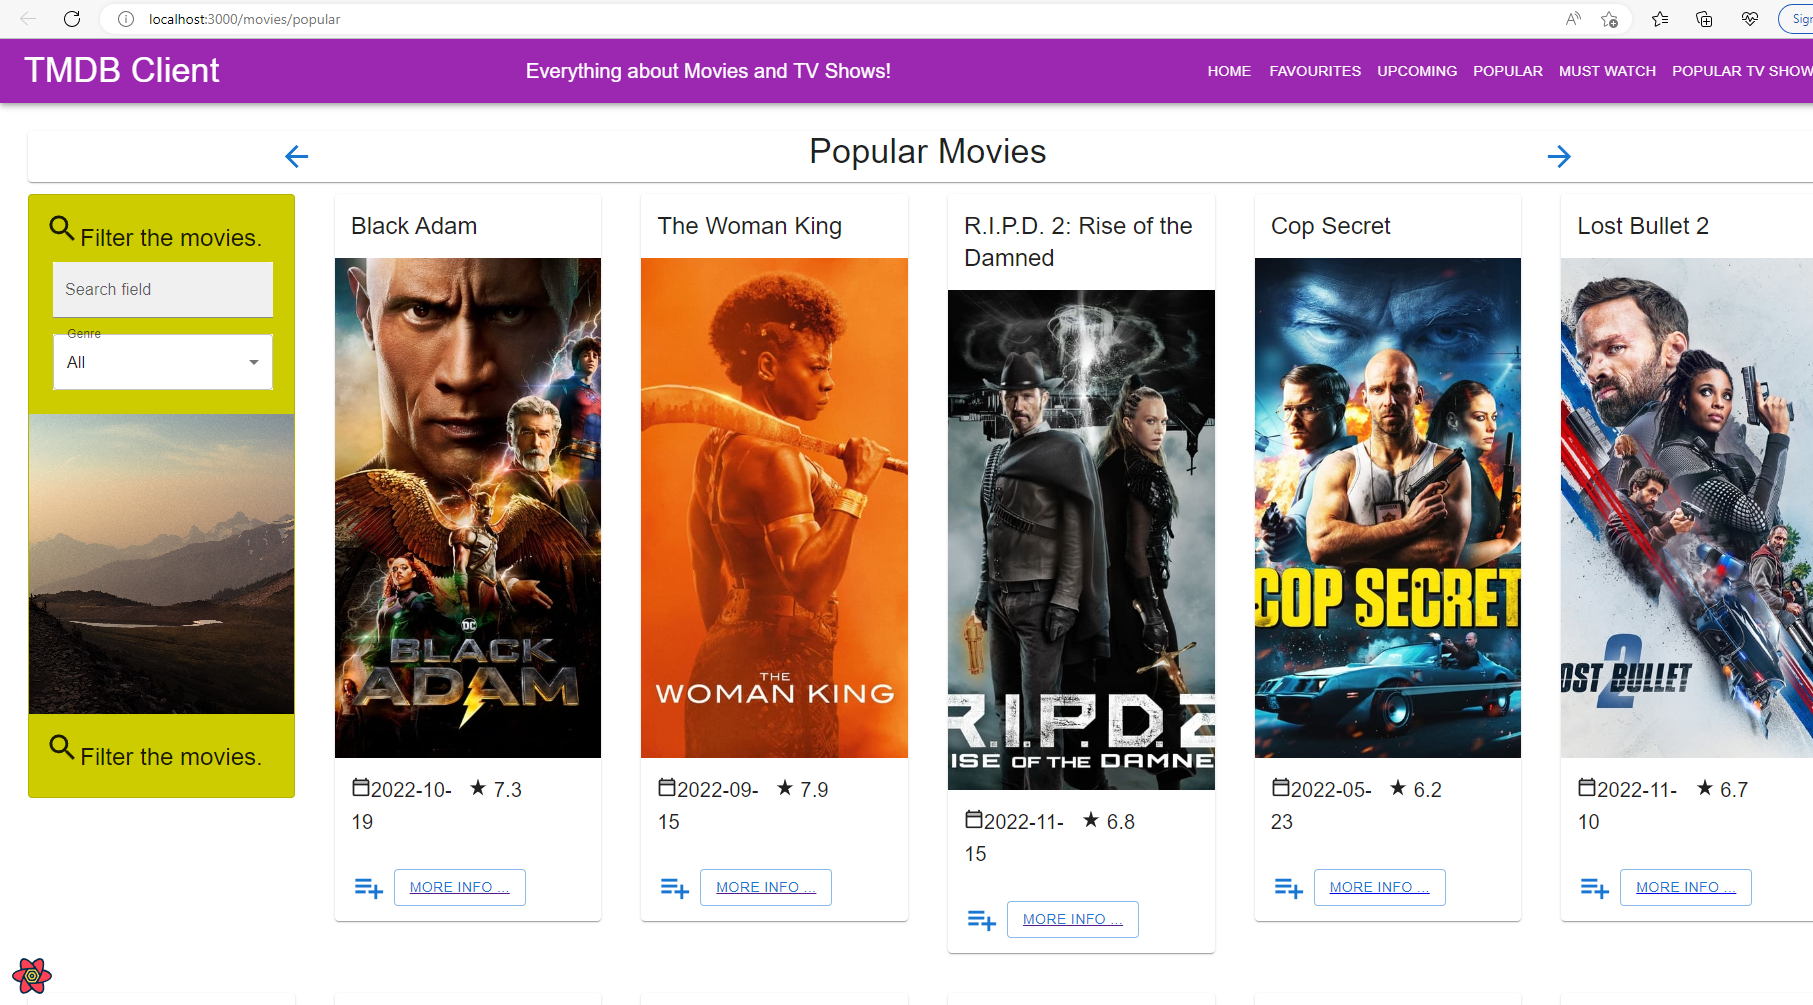 localhost:3000/movies/popular
Sign
TMDB Client
Everything about Movies and TV Shows!
HOME FAVOURITES UPCOMING POPULAR MUST WATCH POPULAR TV SHOW
Popular Movies
Filter the movies.
Search field
Genre
All
Filter the movies.
Black Adam
DC
BLACK
ADAM
2022-10-
19
★ 7.3
MORE INFO ...
The Woman King
THE
WOMAN KING
2022-09-
15
★ 7.9
MORE INFO ...
R.I.P.D. 2: Rise of the
Damned
R.I.P.D.2
ISE OF THE DAMNE
2022-11-
15
★ 6.8
MORE INFO ...
Cop Secret
COP SECRET
2022-05-
23
★ 6.2
MORE INFO ...
Lost Bullet 2
OST BULLET
2
2022-11-
10
★ 6.7
MORE INFO ...